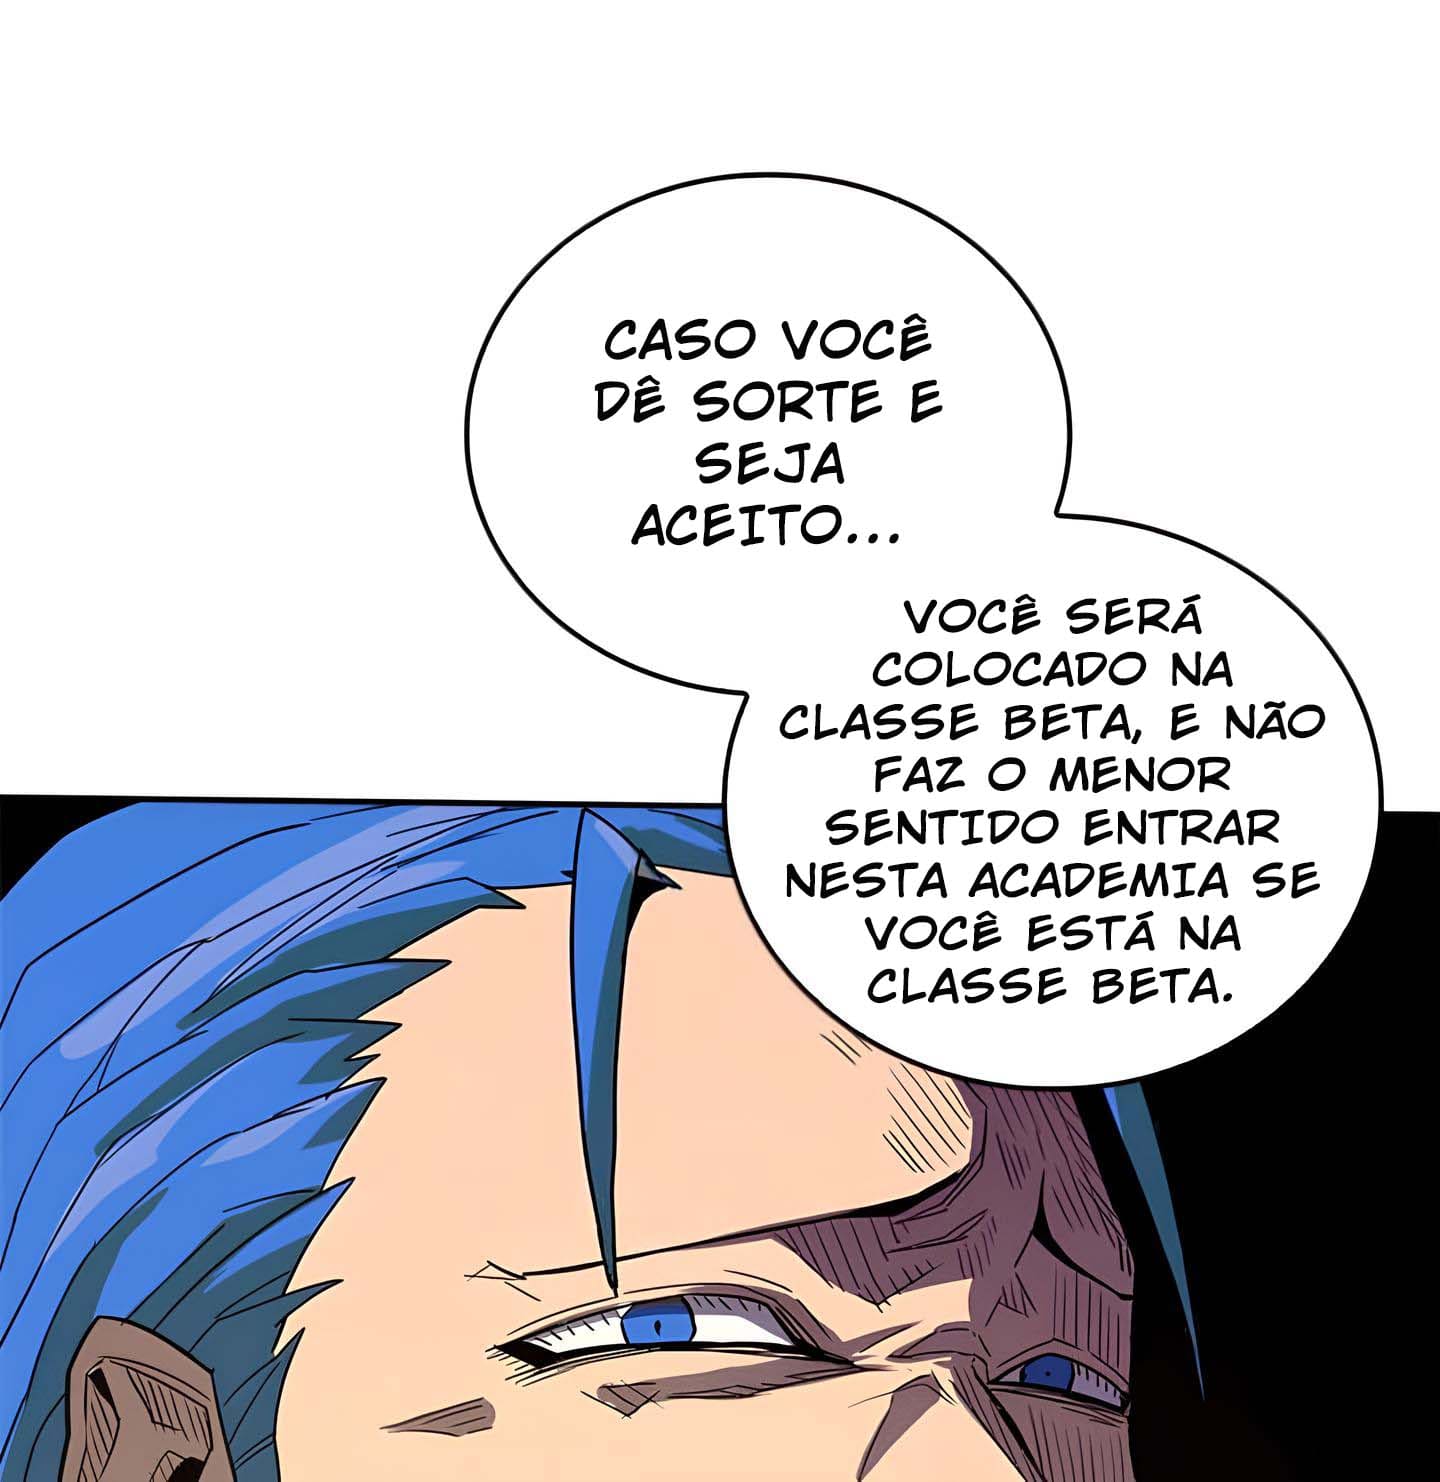 CASO VOCÊ
DÊ SORTE E
SEJA
ACEITO...
VOCÊ SERÁ
COLOCADO NA
CLASSE BETA, E NÃO
FAZ O MENOR
SENTIDO ENTRAR
NESTA ACADEMIA SE
VOCÊ ESTÁ NA
CLASSE BETA.